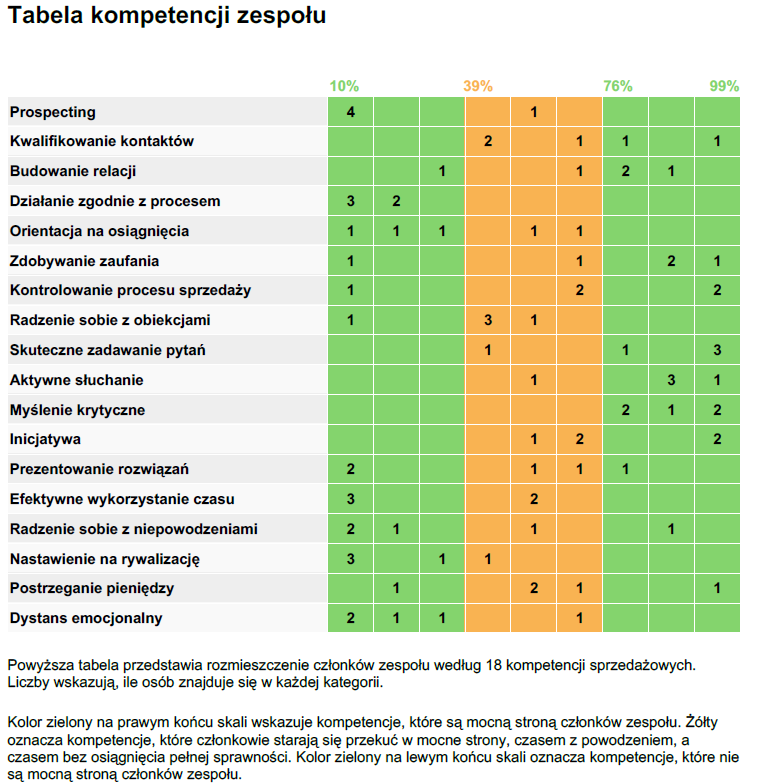 Tabela kompetencji zespołu
10% 39% 76% 99%
Prospecting 4 1
Kwalifikowanie kontaktów 2 1 1 1
Budowanie relacji 1 1 2 1
Działanie zgodnie z procesem 3 2
Orientacja na osiągnięcia 1 1 1 1 1
Zdobywanie zaufania 1 1 2 1
Kontrolowanie procesu sprzedaży 1 2 2
Radzenie sobie z obiekcjami 1 3 1
Skuteczne zadawanie pytań 1 1 3
Aktywne słuchanie 1 3 1
Myślenie krytyczne 2 1 2
Inicjatywa 1 2 2
Prezentowanie rozwiązań 2 1 1 1
Efektywne wykorzystanie czasu 3 2
Radzenie sobie z niepowodzeniami 2 1 1 1
Nastawienie na rywalizację 3 1 1
Postrzeganie pieniędzy 1 2 1 1
Dystans emocjonalny 2 1 1 1
Powyższa tabela przedstawia rozmieszczenie członków zespołu według 18 kompetencji sprzedażowych.
Liczby wskazują, ile osób znajduje się w każdej kategorii.
Kolor zielony na prawym końcu skali wskazuje kompetencje, które są mocną stroną członków zespołu. Żółty
oznacza kompetencje, które członkowie starają się przekuć w mocne strony, czasem z powodzeniem, a
czasem bez osiągnięcia pełnej sprawności. Kolor zielony na lewym końcu skali oznacza kompetencje, które nie
są mocną stroną członków zespołu.